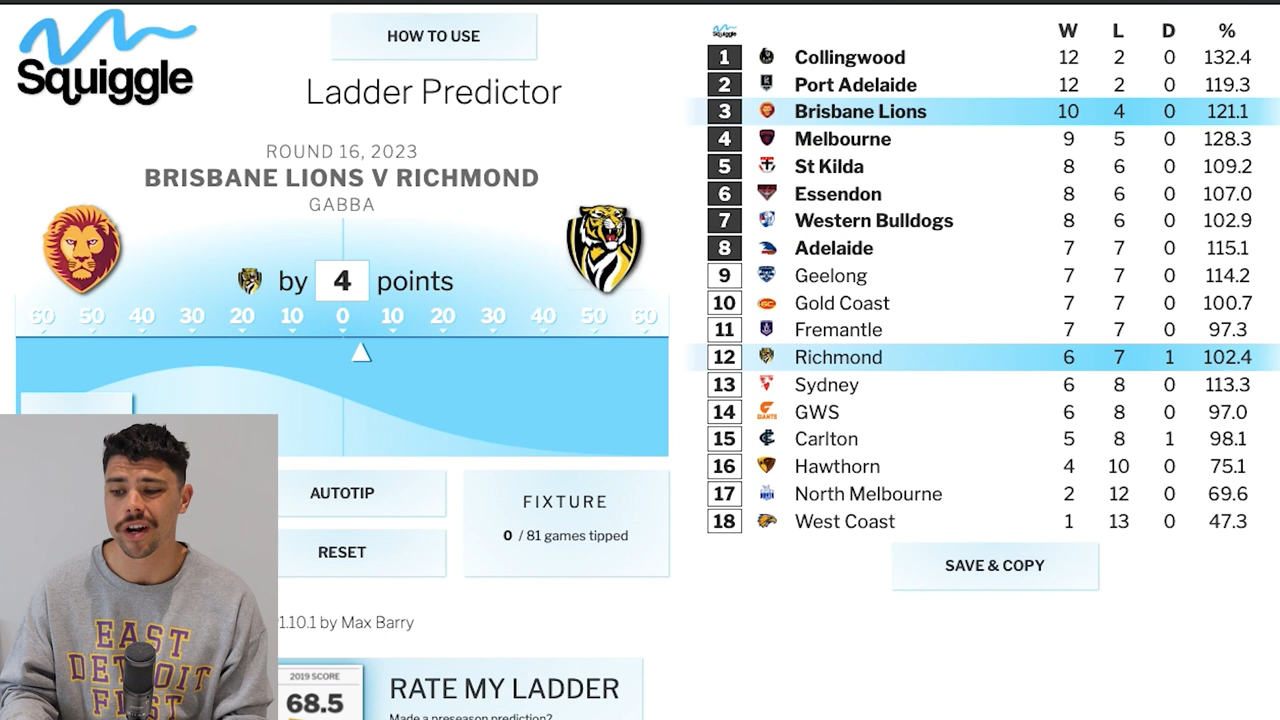 Squiggle
HOW TO USE
Ladder Predictor
ROUND 16, 2023
BRISBANE LIONS V RICHMOND
GABBA
by 4 points
60 50 40 30 20 10 0 10 20 30 40 50 60
AUTOTIP
RESET
FIXTURE
0 / 81 games tipped
1.10.1 by Max Barry
2019 SCORE
68.5
RATE MY LADDER
Made a preseason prediction?
Squiggle W L D %
1 Collingwood 12 2 0 132.4
2 Port Adelaide 12 2 0 119.3
3 Brisbane Lions 10 4 0 121.1
4 Melbourne 9 5 0 128.3
5 St Kilda 8 6 0 109.2
6 Essendon 8 6 0 107.0
7 Western Bulldogs 8 6 0 102.9
8 Adelaide 7 7 0 115.1
9 Geelong 7 7 0 114.2
10 Gold Coast 7 7 0 100.7
11 Fremantle 7 7 0 97.3
12 Richmond 6 7 1 102.4
13 Sydney 6 8 0 113.3
14 GWS 6 8 0 97.0
15 Carlton 5 8 1 98.1
16 Hawthorn 4 10 0 75.1
17 North Melbourne 2 12 0 69.6
18 West Coast 1 13 0 47.3
SAVE & COPY
EAST
DETROIT
FIRST